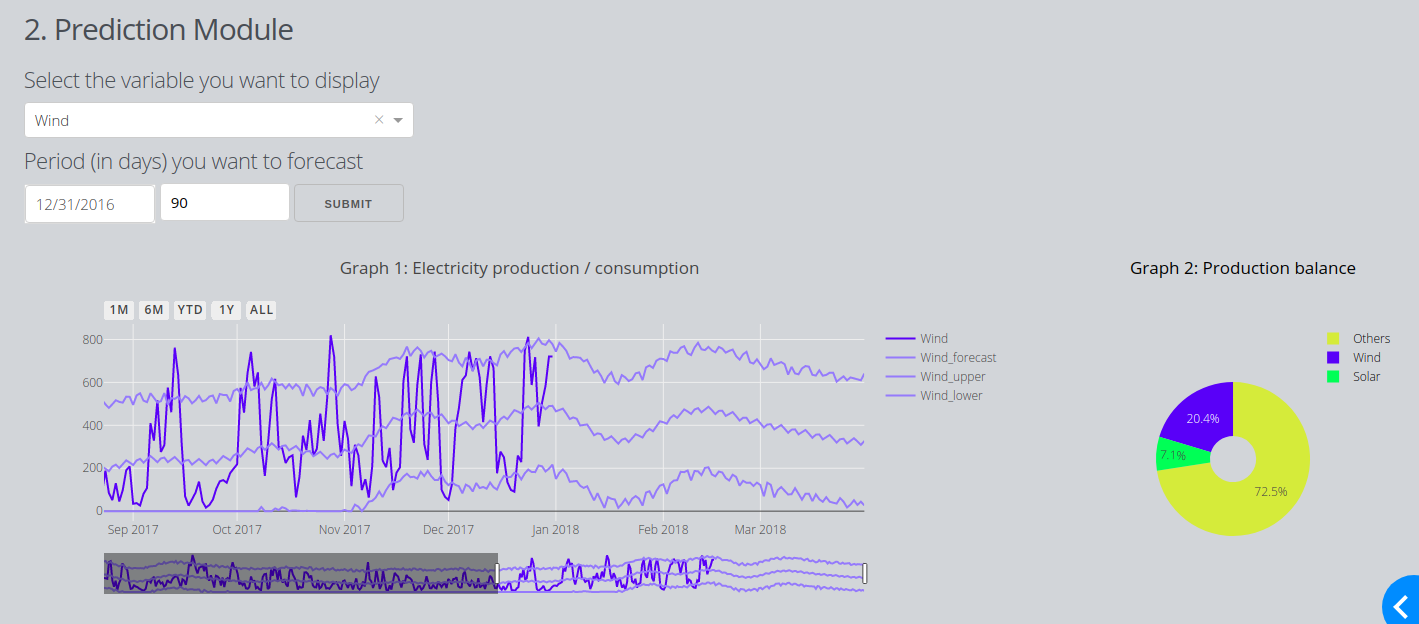 2. Prediction Module
Select the variable you want to display
Wind ×
Period (in days) you want to forecast
12/31/2016 90 SUBMIT
Graph 1: Electricity production / consumption
1M 6M YTD 1Y ALL
800
600
400
200
0
Sep 2017 Oct 2017 Nov 2017 Dec 2017 Jan 2018 Feb 2018 Mar 2018
Wind
Wind_forecast
Wind_upper
Wind_lower
Graph 2: Production balance
Others
Wind
Solar
20.4%
7.1%
72.5%